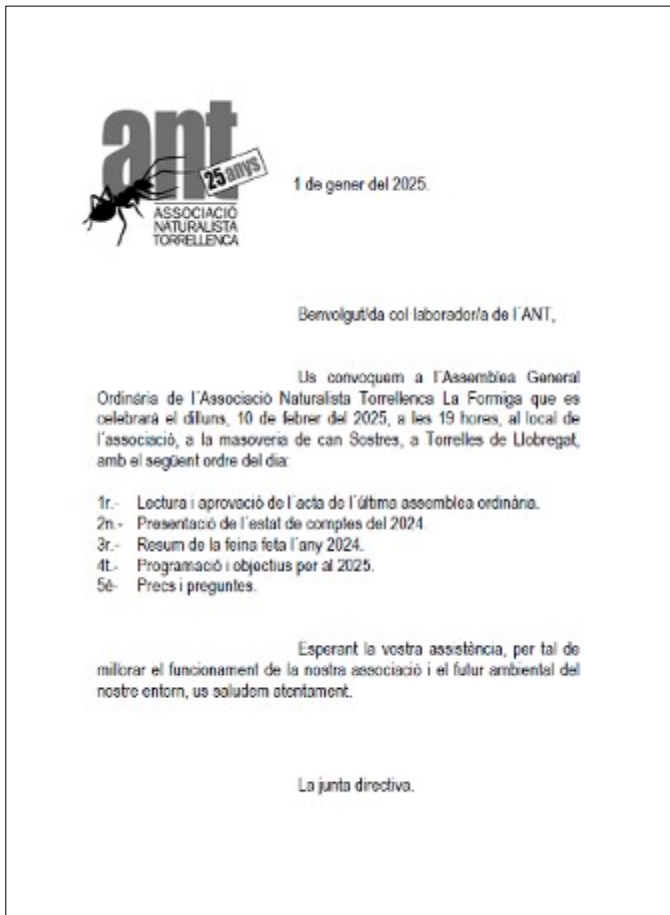 ant
25 anys
ASSOCIACIÓ
NATURALISTA
TORRELLENCA
1 de gener del 2025.
Benvolgut/da col·laborador/a de l´ANT,
Us convoquem a l´Assemblea General
Ordinària de l´Associació Naturalista Torrellenca La Formiga que es
celebrarà el dilluns, 10 de febrer del 2025, a les 19 hores, al local de
l´associació, a la masoveria de can Sostres, a Torrelles de Llobregat,
amb el següent ordre del dia:
1r.- Lectura i aprovació de l´acta de l´última assemblea ordinària.
2n.- Presentació de l´estat de comptes del 2024.
3r.- Resum de la feina feta l´any 2024.
4t.- Programació i objectius per al 2025.
5è- Precs i preguntes.
Esperant la vostra assistència, per tal de
millorar el funcionament de la nostra associació i el futur ambiental del
nostre entorn, us saludem atentament.
La junta directiva.